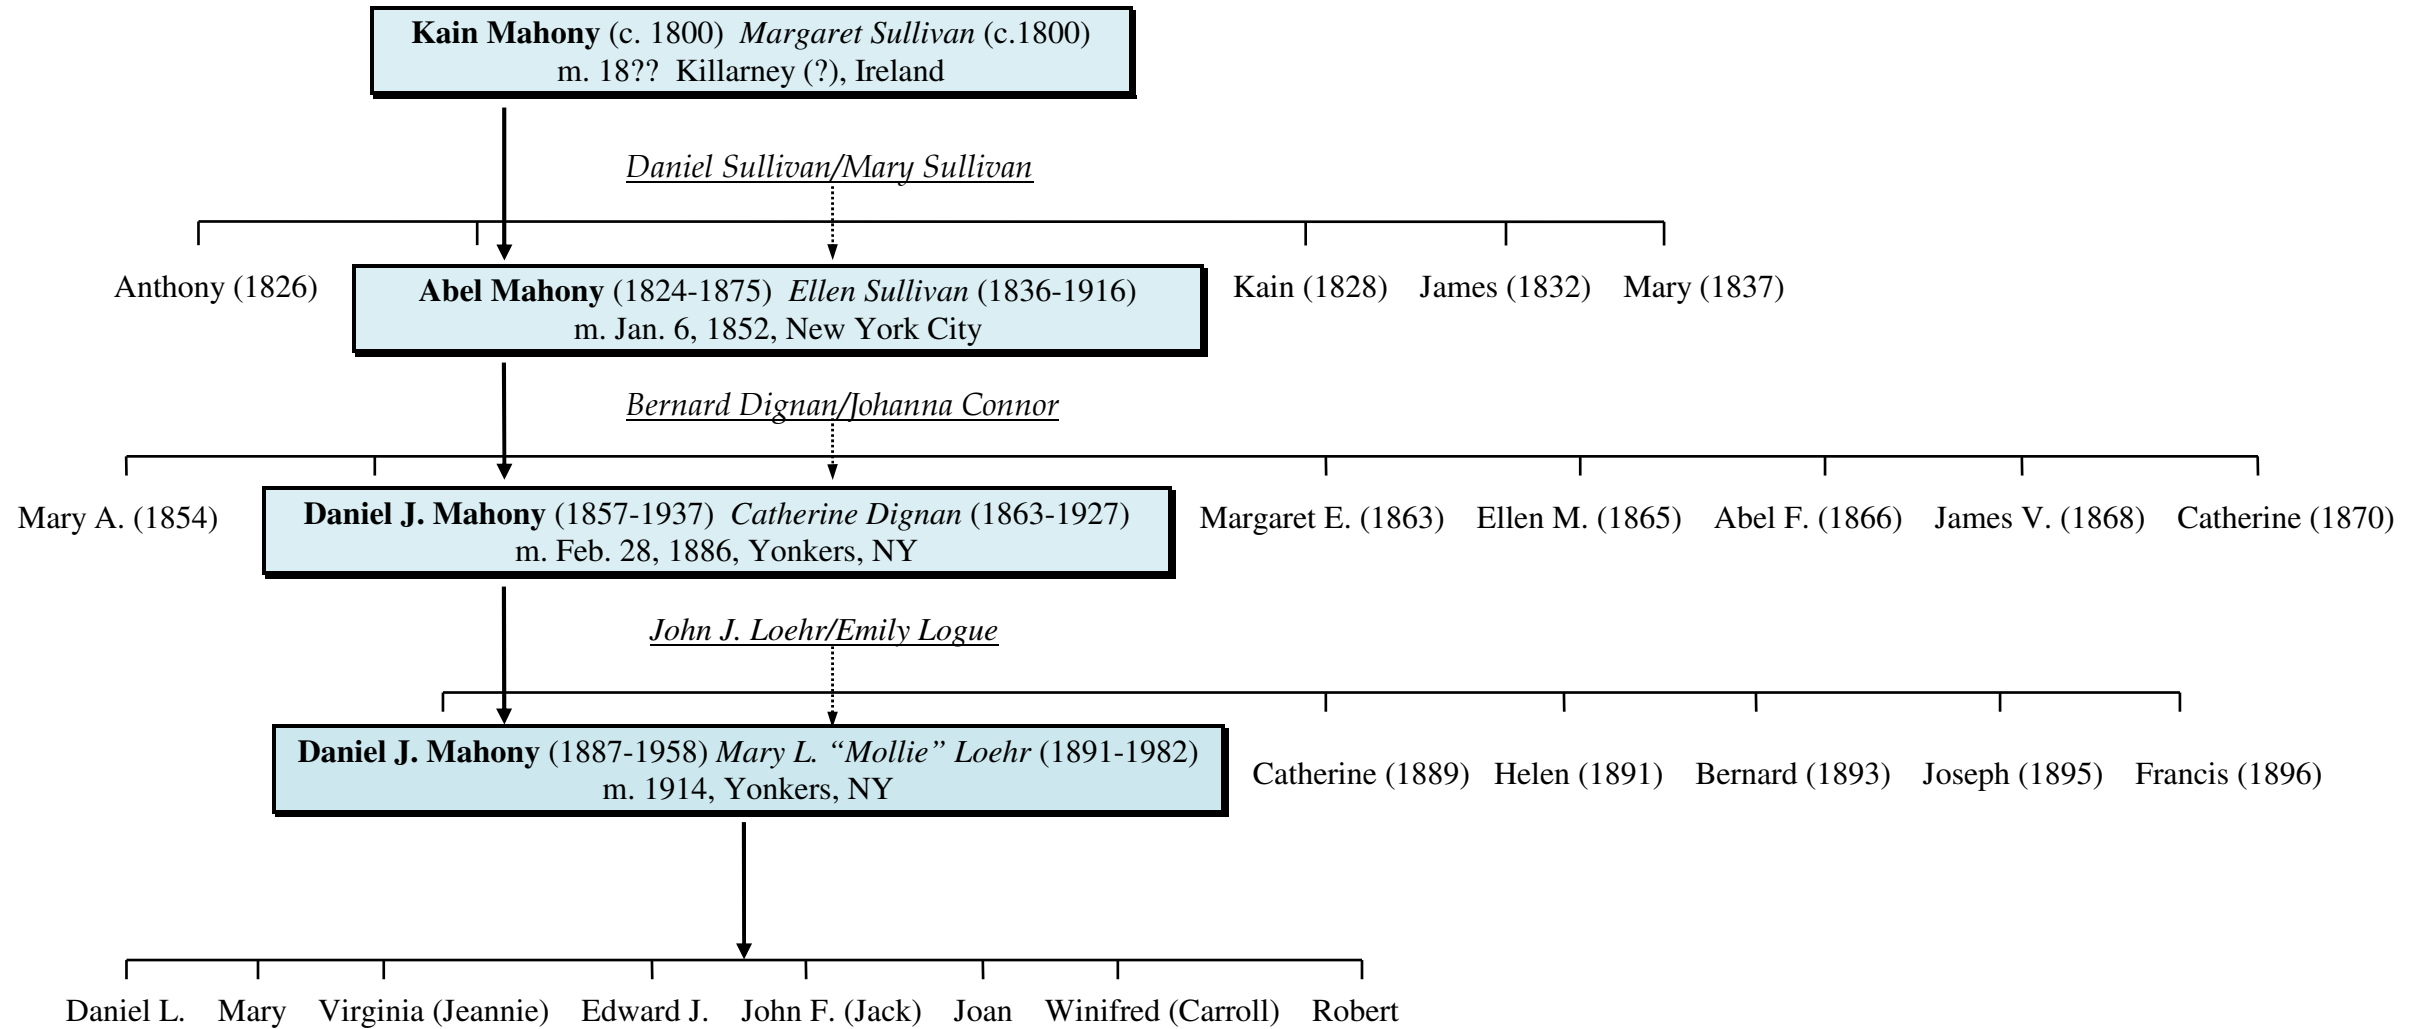 Kain Mahony (c. 1800) Margaret Sullivan (c.1800)
m. 18?? Killarney (?), Ireland
Daniel Sullivan/Mary Sullivan
Anthony (1826)
Abel Mahony (1824-1875) Ellen Sullivan (1836-1916)
m. Jan. 6, 1852, New York City
Kain (1828) James (1832) Mary (1837)
Bernard Dignan/Johanna Connor
Mary A. (1854)
Daniel J. Mahony (1857-1937) Catherine Dignan (1863-1927)
m. Feb. 28, 1886, Yonkers, NY
Margaret E. (1863) Ellen M. (1865) Abel F. (1866) James V. (1868) Catherine (1870)
John J. Loehr/Emily Logue
Daniel J. Mahony (1887-1958) Mary L. “Mollie” Loehr (1891-1982)
m. 1914, Yonkers, NY
Catherine (1889) Helen (1891) Bernard (1893) Joseph (1895) Francis (1896)
Daniel L. Mary Virginia (Jeannie) Edward J. John F. (Jack) Joan Winifred (Carroll) Robert